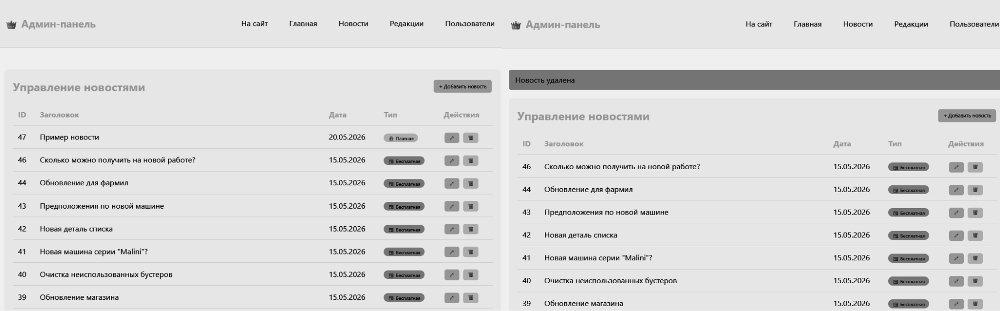 Админ-панель На сайт Главная Новости Редакции Пользователи
Управление новостями + Добавить новость
ID Заголовок Дата Тип Действия
47 Пример новости 20.05.2026 Платная
46 Сколько можно получить на новой работе? 15.05.2026 Бесплатная
44 Обновление для фармил 15.05.2026 Бесплатная
43 Предположения по новой машине 15.05.2026 Бесплатная
42 Новая деталь списка 15.05.2026 Бесплатная
41 Новая машина серии "Malini"? 15.05.2026 Бесплатная
40 Очистка неиспользованных бустеров 15.05.2026 Бесплатная
39 Обновление магазина 15.05.2026 Бесплатная
Админ-панель На сайт Главная Новости Редакции Пользователи
Новость удалена
Управление новостями + Добавить новость
ID Заголовок Дата Тип Действия
46 Сколько можно получить на новой работе? 15.05.2026 Бесплатная
44 Обновление для фармил 15.05.2026 Бесплатная
43 Предположения по новой машине 15.05.2026 Бесплатная
42 Новая деталь списка 15.05.2026 Бесплатная
41 Новая машина серии "Malini"? 15.05.2026 Бесплатная
40 Очистка неиспользованных бустеров 15.05.2026 Бесплатная
39 Обновление магазина 15.05.2026 Бесплатная